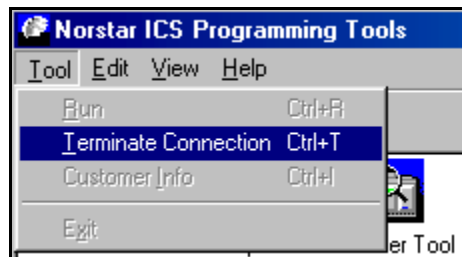 Norstar ICS Programming Tools
Tool Edit View Help
Run Ctrl+R
Terminate Connection Ctrl+T
Customer Info Ctrl+I
Exit
er Tool